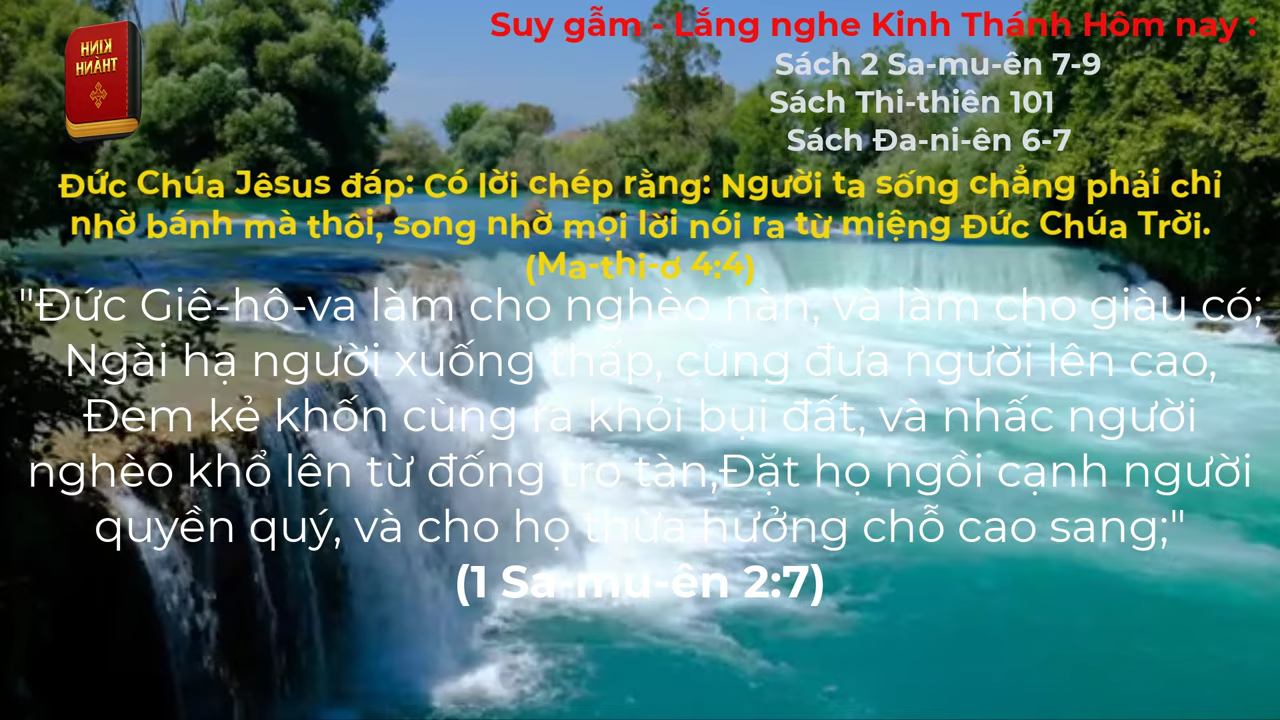 KINH
THÁNH
Suy gẫm - Lắng nghe Kinh Thánh Hôm nay :
Sách 2 Sa-mu-ên 7-9
Sách Thi-thiên 101
Sách Đa-ni-ên 6-7
Đức Chúa Jêsus đáp: Có lời chép rằng: Người ta sống chẳng phải chỉ
nhờ bánh mà thôi, song nhờ mọi lời nói ra từ miệng Đức Chúa Trời.
(Ma-thi-ơ 4:4)
"Đức Giê-hô-va làm cho nghèo nàn, và làm cho giàu có;
Ngài hạ người xuống thấp, cũng đưa người lên cao,
Đem kẻ khốn cùng ra khỏi bụi đất, và nhấc người
nghèo khổ lên từ đống tro tàn,Đặt họ ngồi cạnh người
quyền quý, và cho họ thừa hưởng chỗ cao sang;"
(1 Sa-mu-ên 2:7)